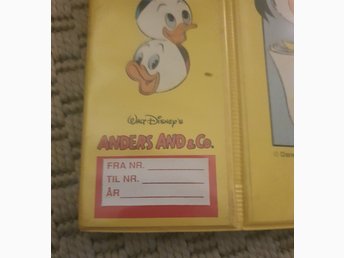 Walt Disney's
ANDERS AND & Co.
FRA NR.
TIL NR.
ÅR